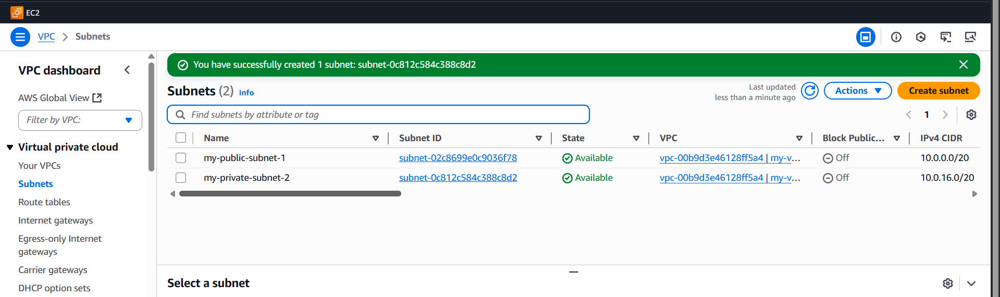 EC2
VPC > Subnets
VPC dashboard
AWS Global View
Filter by VPC:
Virtual private cloud
Your VPCs
Subnets
Route tables
Internet gateways
Egress-only Internet
gateways
Carrier gateways
DHCP option sets
You have successfully created 1 subnet: subnet-0c812c584c388c8d2
Subnets (2) Info
Last updated
less than a minute ago
Actions
Create subnet
Find subnets by attribute or tag
1
Name Subnet ID State VPC Block Public... IPv4 CIDR
my-public-subnet-1 subnet-02c8699e0c9036f78 Available vpc-00b9d3e46128ff5a4 | my-v... Off 10.0.0.0/20
my-private-subnet-2 subnet-0c812c584c388c8d2 Available vpc-00b9d3e46128ff5a4 | my-v... Off 10.0.16.0/20
Select a subnet